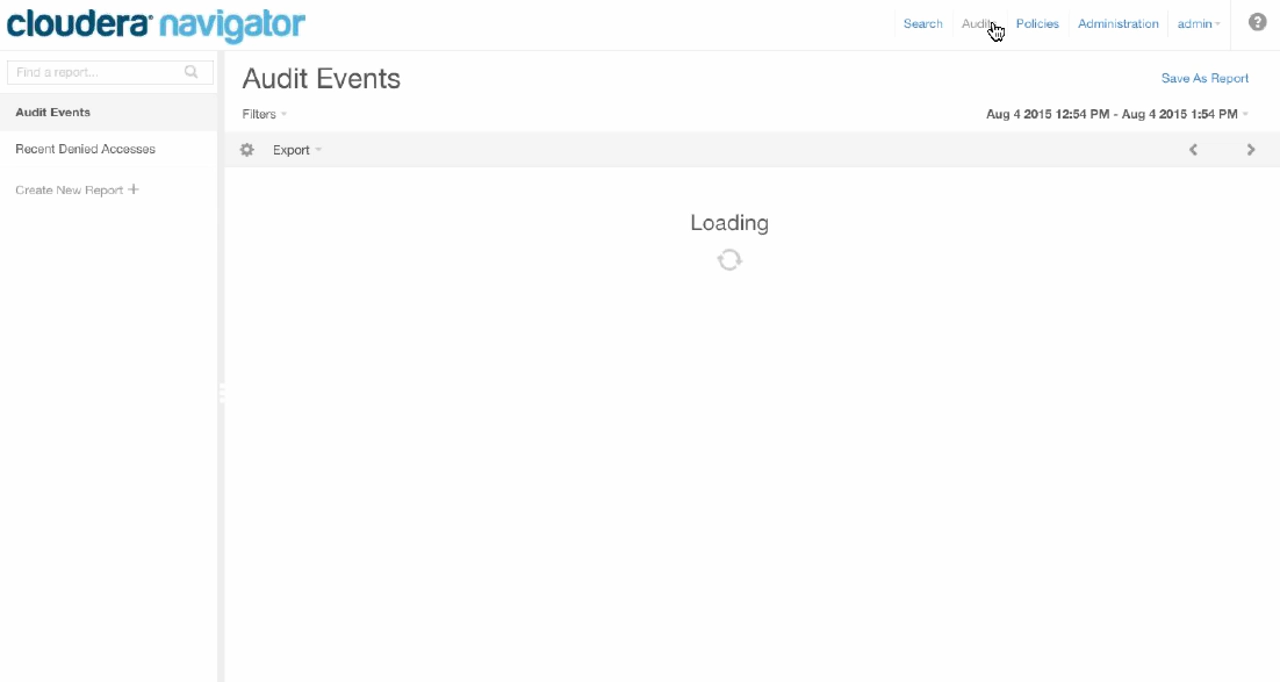 cloudera navigator
Search
Policies
Administration
admin
?
Find a report...
Audit Events
Save As Report
Audit Events
Filters
Aug 4 2015 12:54 PM - Aug 4 2015 1:54 PM
Recent Denied Accesses
Export
Create New Report +
Loading